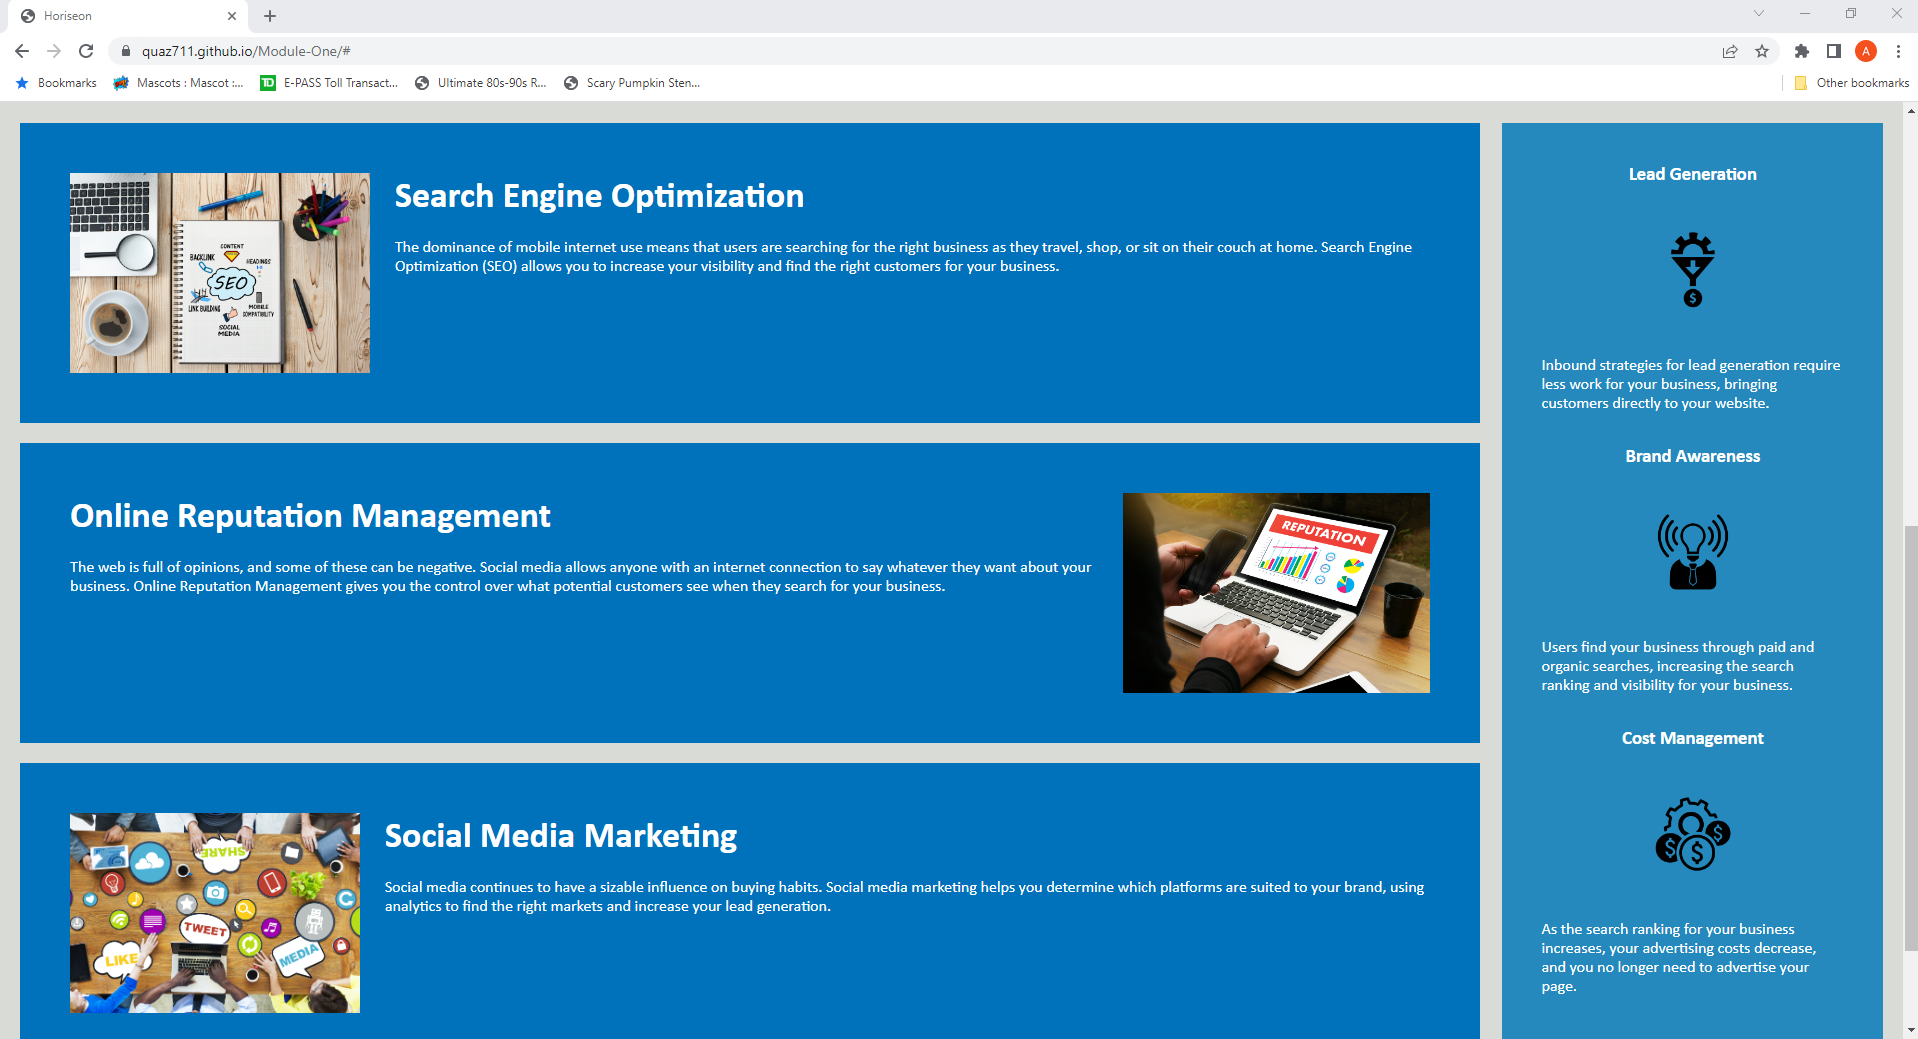 Horiseon
quaz711.github.io/Module-One/#
A
Bookmarks
Mascots : Mascot :...
E-PASS Toll Transact...
Ultimate 80s-90s R...
Scary Pumpkin Sten...
Other bookmarks
Search Engine Optimization
The dominance of mobile internet use means that users are searching for the right business as they travel, shop, or sit on their couch at home. Search Engine
Optimization (SEO) allows you to increase your visibility and find the right customers for your business.
CONTENT
BACKLINK
HEADINGS
SEO
LINK BUILDING
MOBILE
COMPATIBILITY
SOCIAL
MEDIA
Online Reputation Management
The web is full of opinions, and some of these can be negative. Social media allows anyone with an internet connection to say whatever they want about your
business. Online Reputation Management gives you the control over what potential customers see when they search for your business.
REPUTATION
Social Media Marketing
Social media continues to have a sizable influence on buying habits. Social media marketing helps you determine which platforms are suited to your brand, using
analytics to find the right markets and increase your lead generation.
SHARE
TWEET
LIKE
MEDIA
Lead Generation
$
Inbound strategies for lead generation require
less work for your business, bringing
customers directly to your website.
Brand Awareness
Users find your business through paid and
organic searches, increasing the search
ranking and visibility for your business.
Cost Management
$
$
$
As the search ranking for your business
increases, your advertising costs decrease,
and you no longer need to advertise your
page.